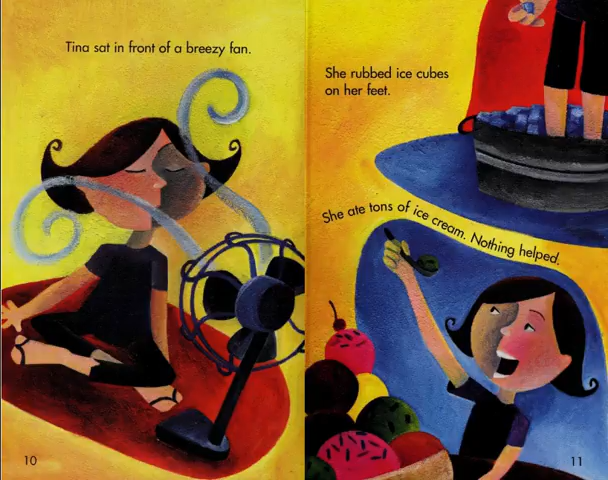 Tina sat in front of a breezy fan.
10
She rubbed ice cubes
on her feet.
She ate tons of ice cream. Nothing helped.
11